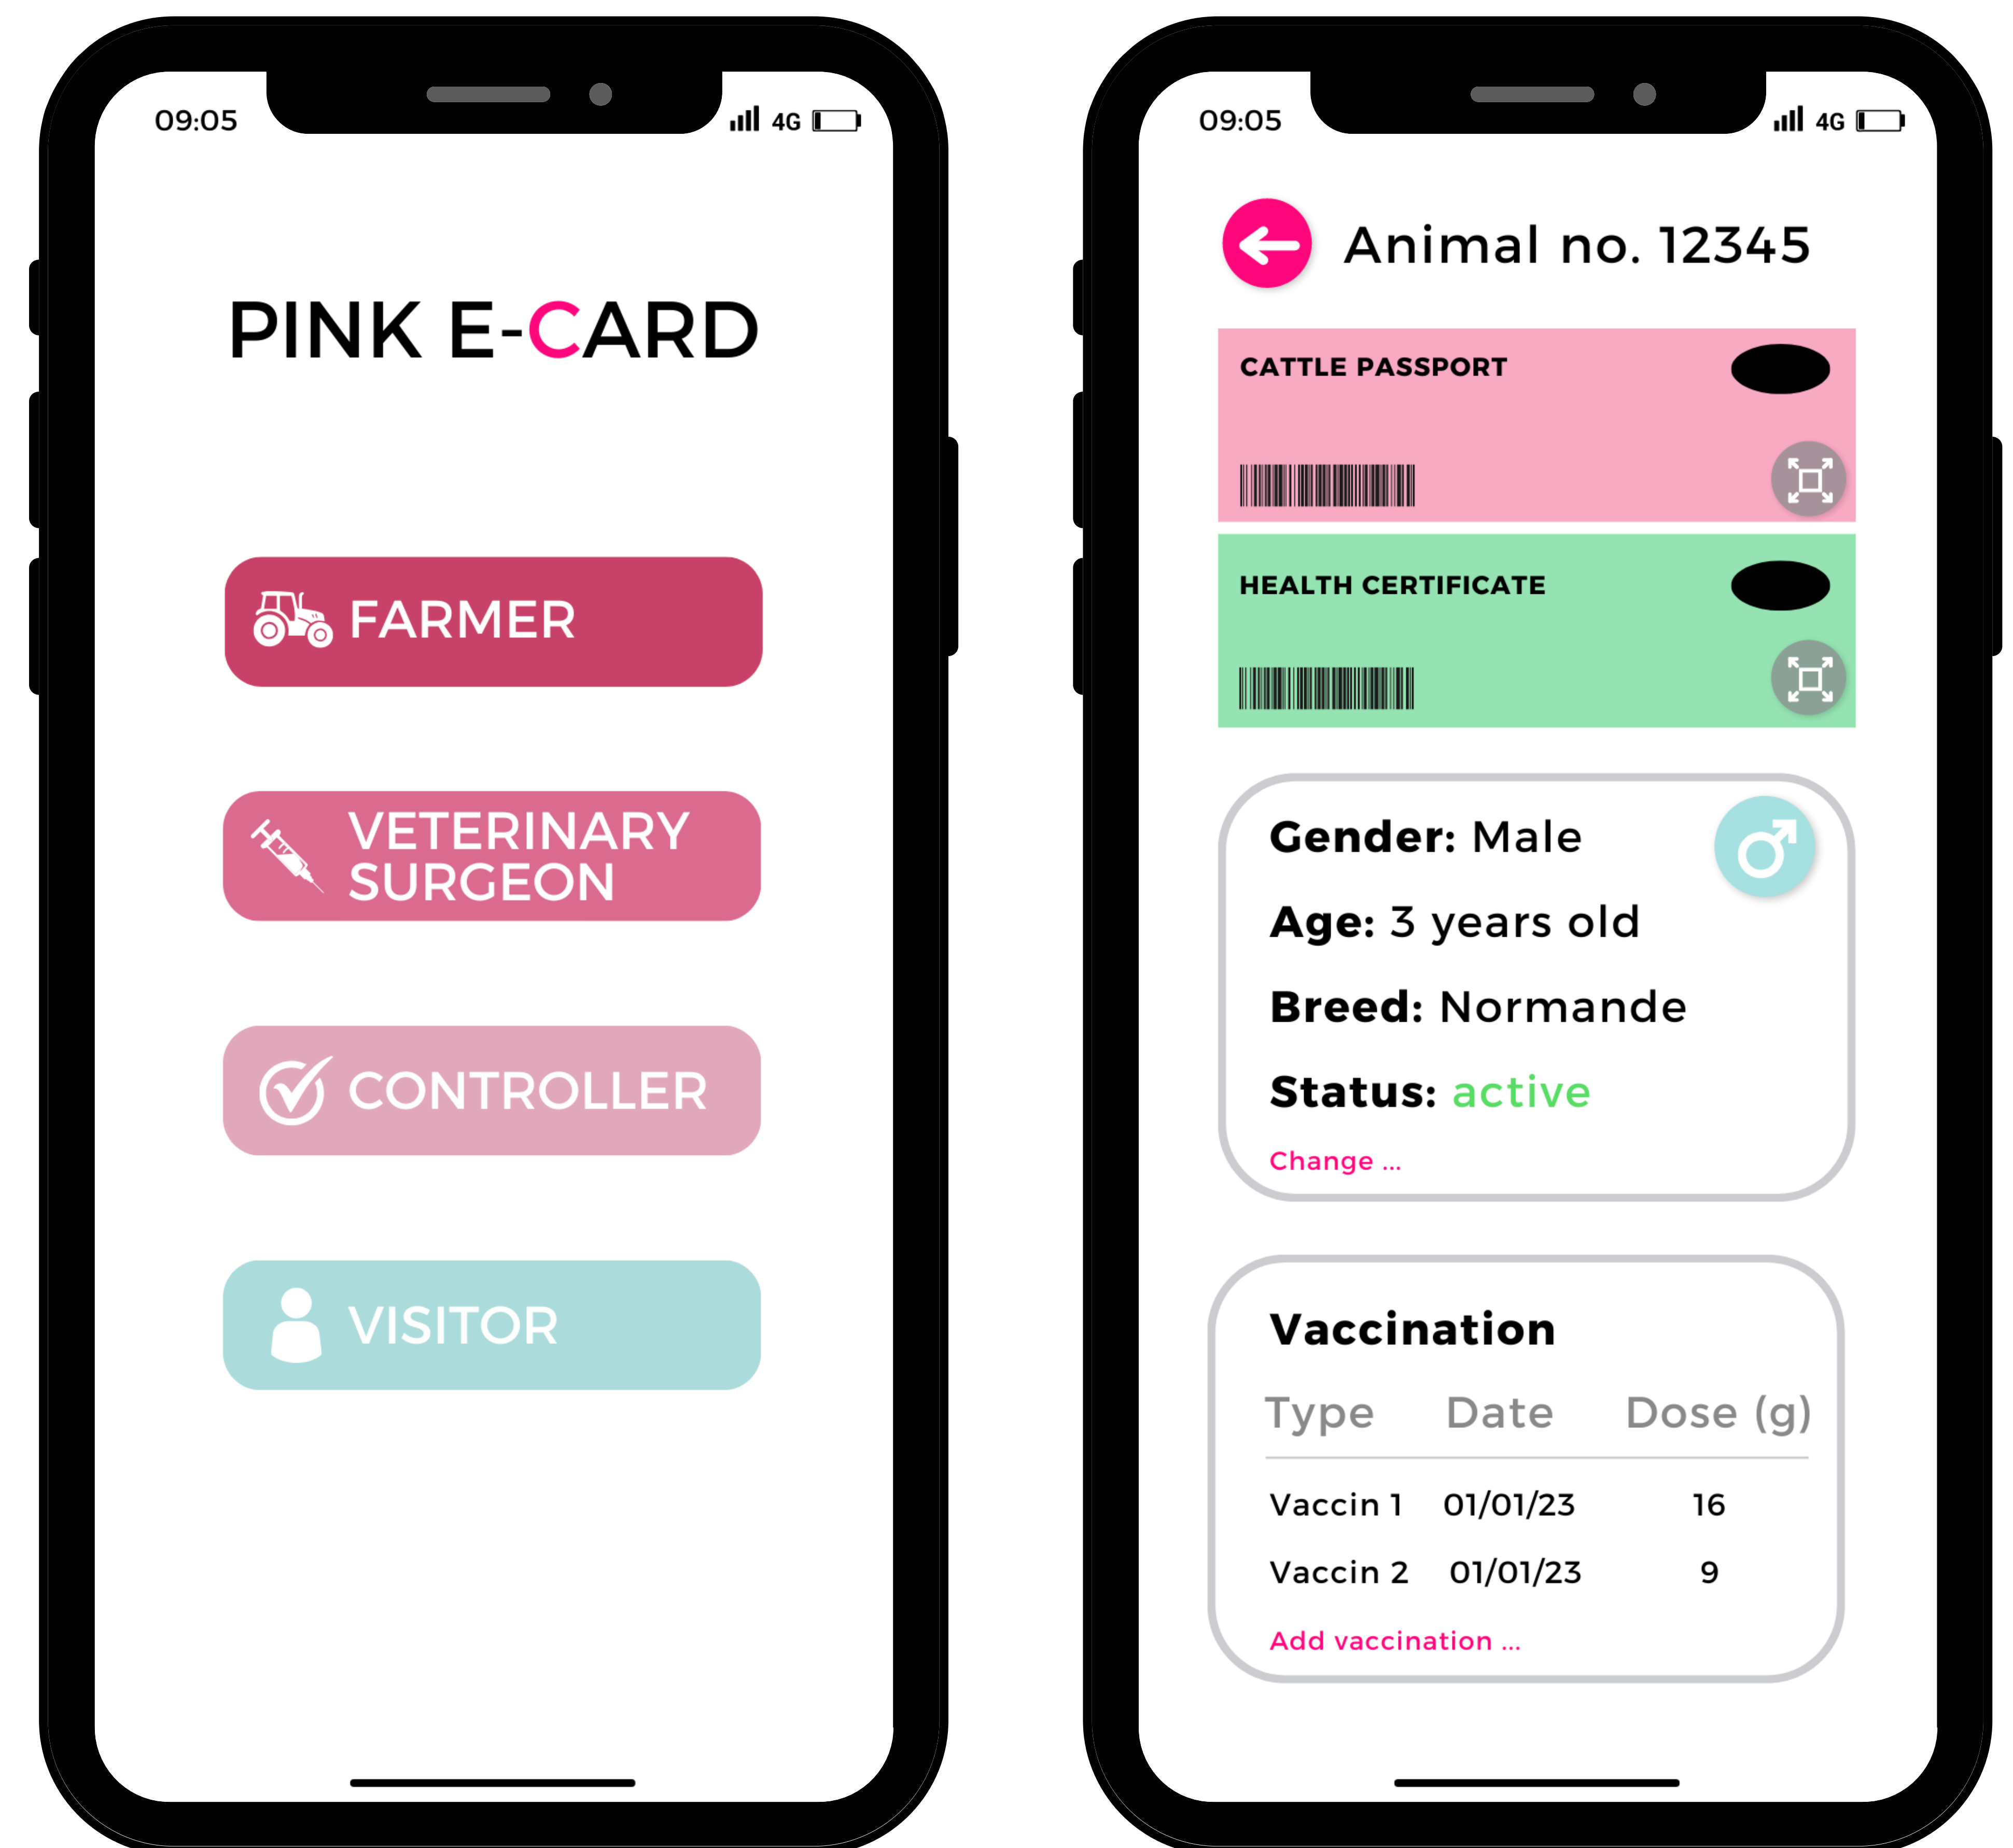 09:05
4G
PINK E-CARD
FARMER
VETERINARY
SURGEON
CONTROLLER
VISITOR
09:05
4G
Animal no. 12345
CATTLE PASSPORT
HEALTH CERTIFICATE
Gender: Male
Age: 3 years old
Breed: Normande
Status: active
Change ...
Vaccination
Type Date Dose (g)
Vaccin 1 01/01/23 16
Vaccin 2 01/01/23 9
Add vaccination ...